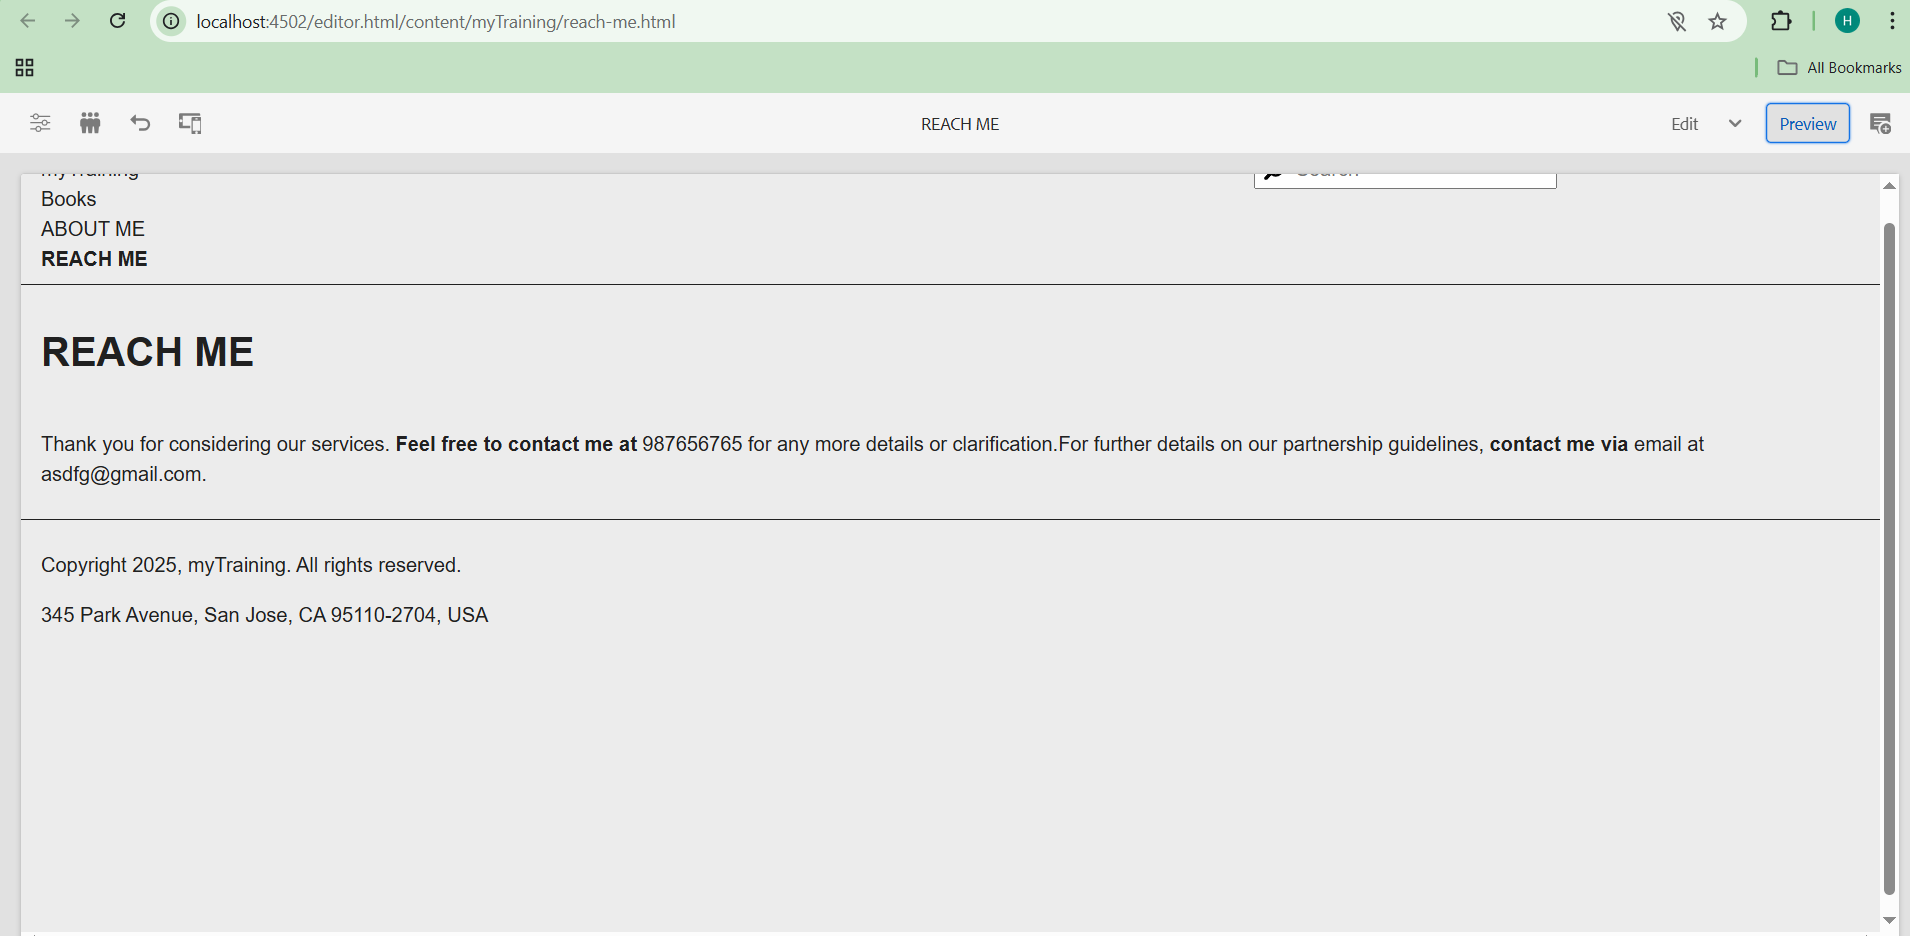 localhost:4502/editor.html/content/myTraining/reach-me.html
H
All Bookmarks
REACH ME
Edit
Preview
myTraining
Search
Books
ABOUT ME
REACH ME
REACH ME
Thank you for considering our services. Feel free to contact me at 987656765 for any more details or clarification.For further details on our partnership guidelines, contact me via email at
asdfg@gmail.com.
Copyright 2025, myTraining. All rights reserved.
345 Park Avenue, San Jose, CA 95110-2704, USA